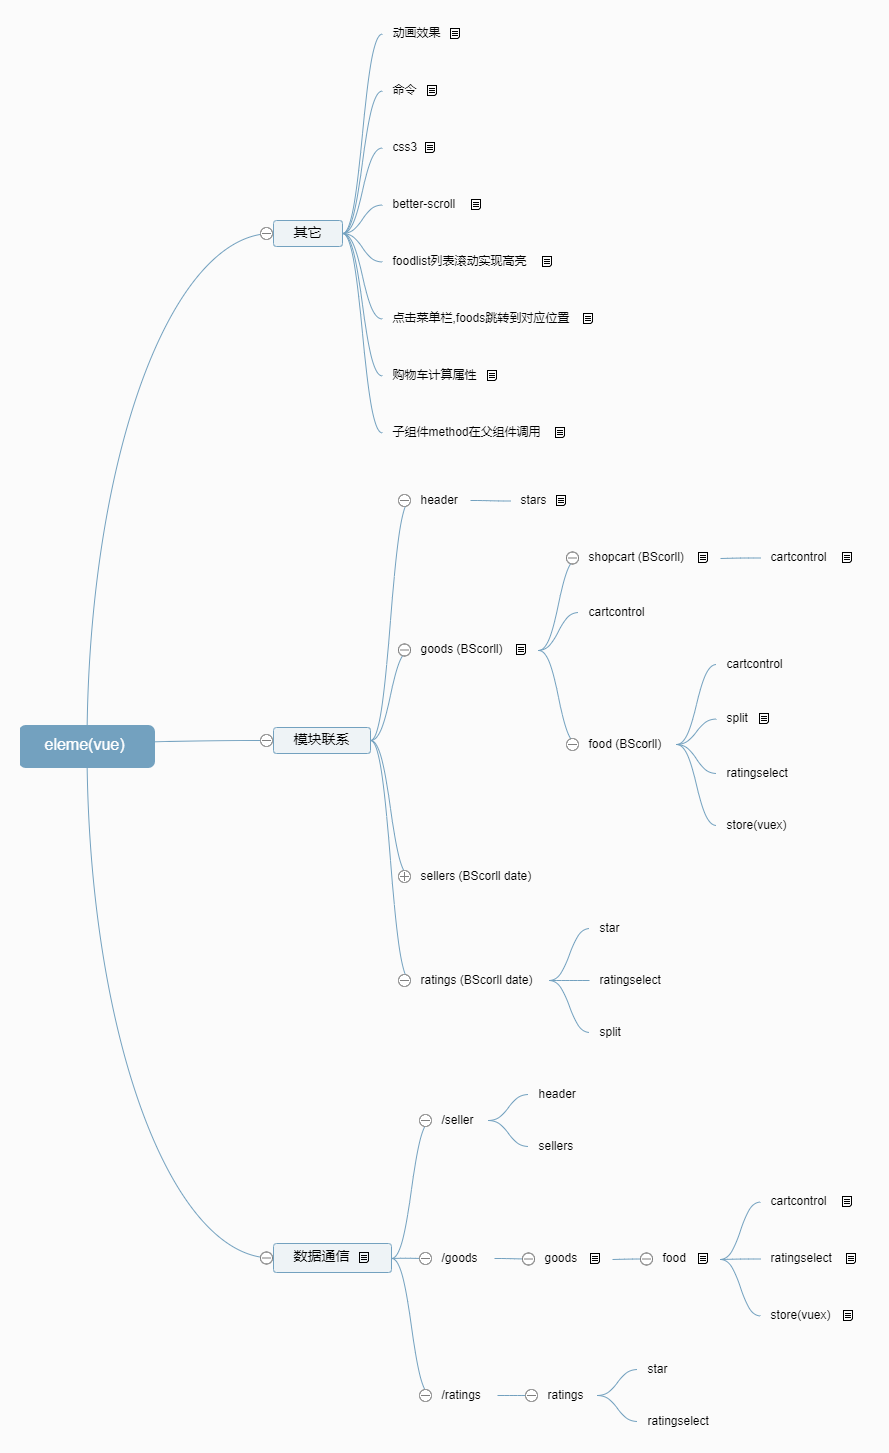 动画效果
命令
css3
better-scroll
其它
foodlist列表滚动实现高亮
点击菜单栏,foods跳转到对应位置
购物车计算属性
子组件method在父组件调用
header
stars
shopcart (BScorll)
cartcontrol
cartcontrol
goods (BScorll)
cartcontrol
split
food (BScorll)
ratingselect
store(vuex)
模块联系
eleme(vue)
sellers (BScorll date)
star
ratings (BScorll date)
ratingselect
split
header
/seller
sellers
cartcontrol
数据通信
/goods
goods
food
ratingselect
store(vuex)
star
/ratings
ratings
ratingselect